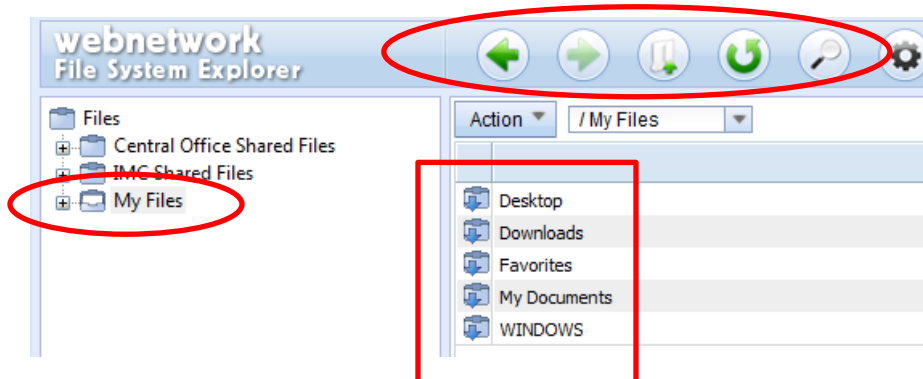 webnetwork
File System Explorer
Files
Central Office Shared Files
IMC Shared Files
My Files
Action
/ My Files
Desktop
Downloads
Favorites
My Documents
WINDOWS